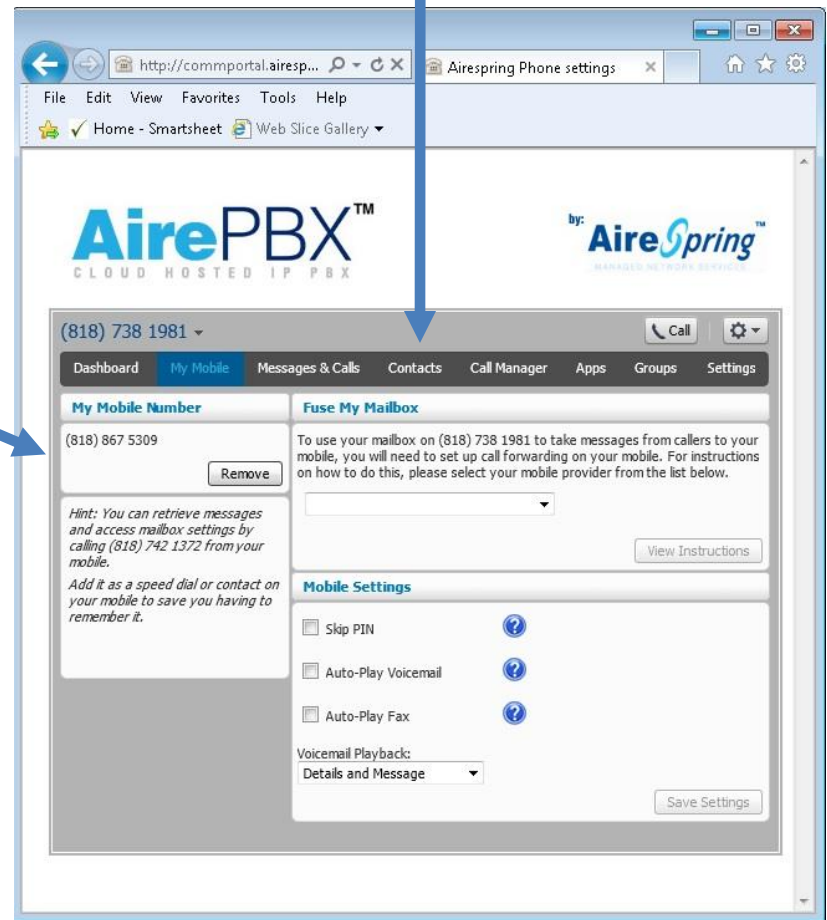 http://commportal.airesp...
Airespring Phone settings
File Edit View Favorites Tools Help
Home - Smartsheet Web Slice Gallery
AirePBX™
CLOUD HOSTED IP PBX
by:
AireSpring™
MANAGED NETWORK SERVICES
(818) 738 1981
Call
Dashboard My Mobile Messages & Calls Contacts Call Manager Apps Groups Settings
My Mobile Number
(818) 867 5309
Remove
Hint: You can retrieve messages
and access mailbox settings by
calling (818) 742 1372 from your
mobile.
Add it as a speed dial or contact on
your mobile to save you having to
remember it.
Fuse My Mailbox
To use your mailbox on (818) 738 1981 to take messages from callers to your
mobile, you will need to set up call forwarding on your mobile. For instructions
on how to do this, please select your mobile provider from the list below.
View Instructions
Mobile Settings
Skip PIN
Auto-Play Voicemail
Auto-Play Fax
Voicemail Playback:
Details and Message
Save Settings